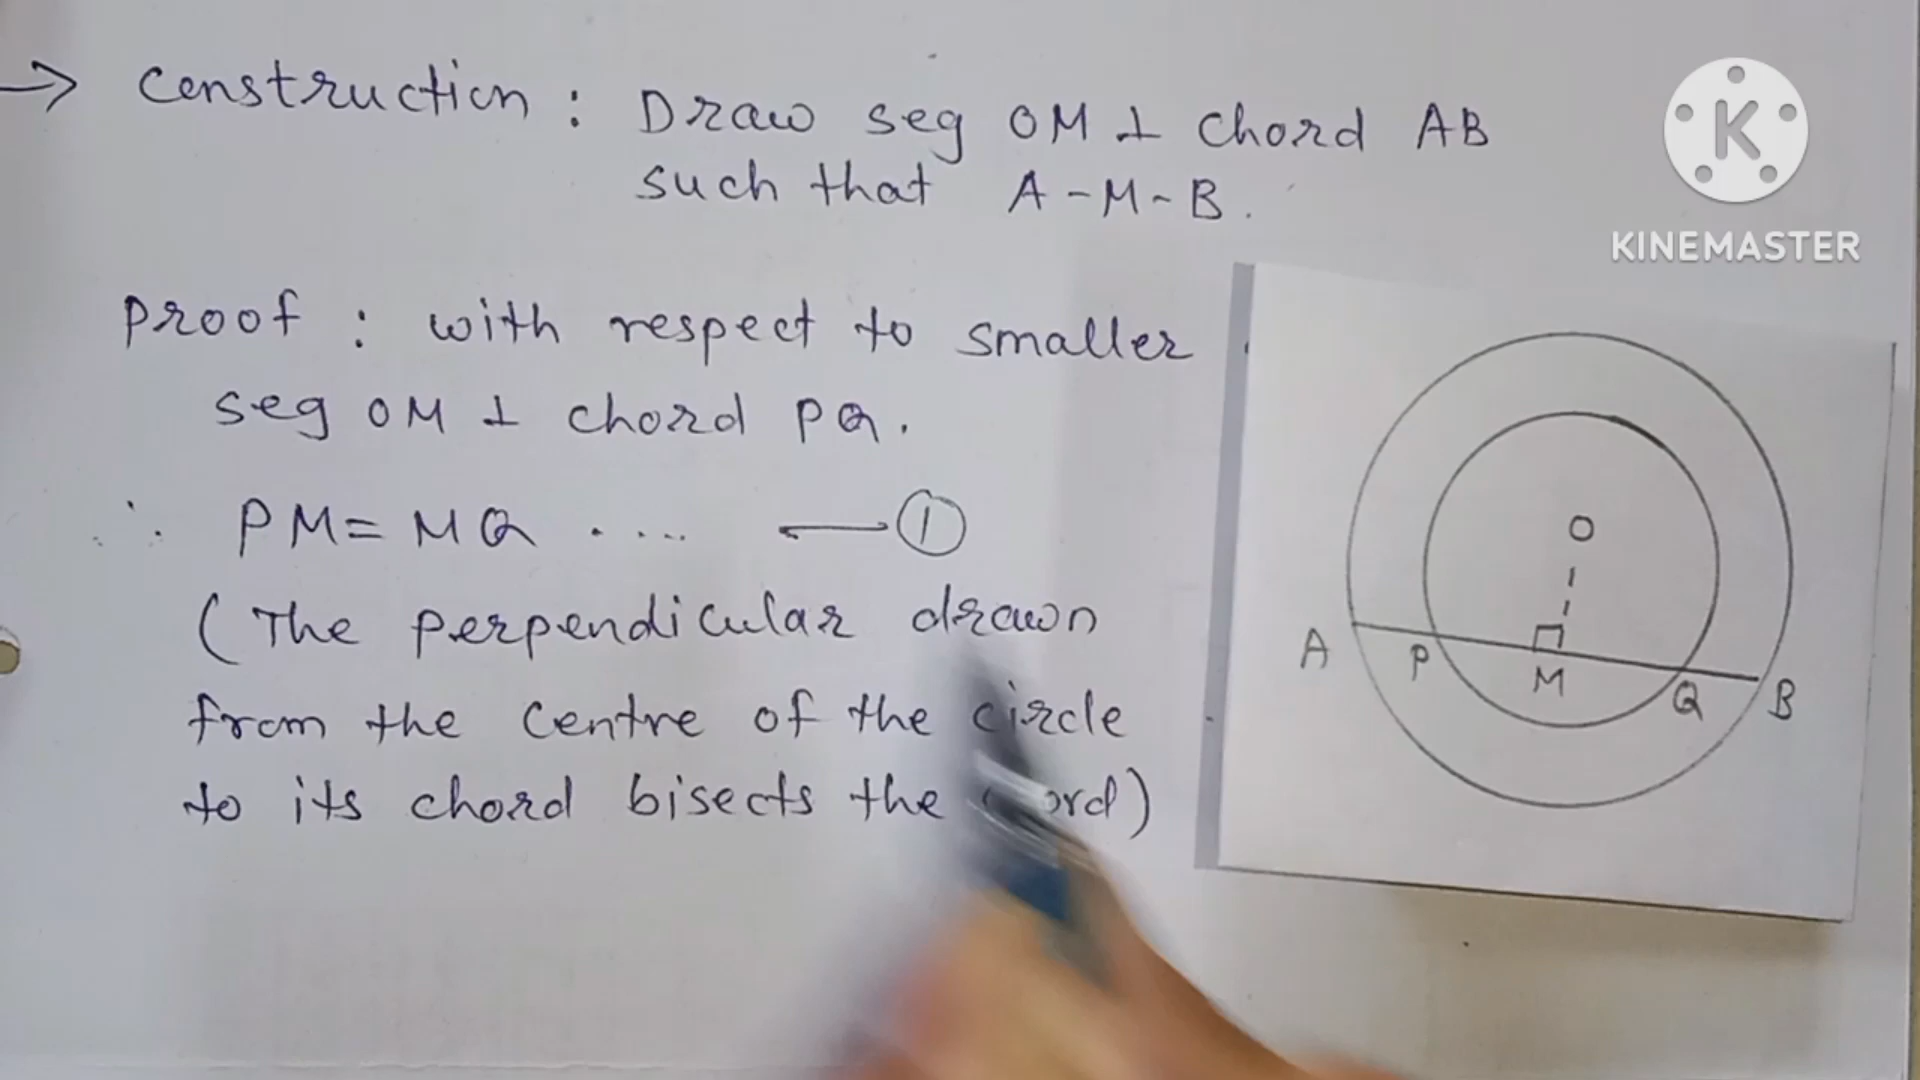 → Construction : Draw seg OM ⊥ chord AB
such that A-M-B.
Proof : with respect to smaller
seg OM ⊥ chord PQ.
∴ PM = MQ .... ①
(The perpendicular drawn
from the centre of the circle
to its chord bisects the)
K
KINEMASTER
O
A P M Q B